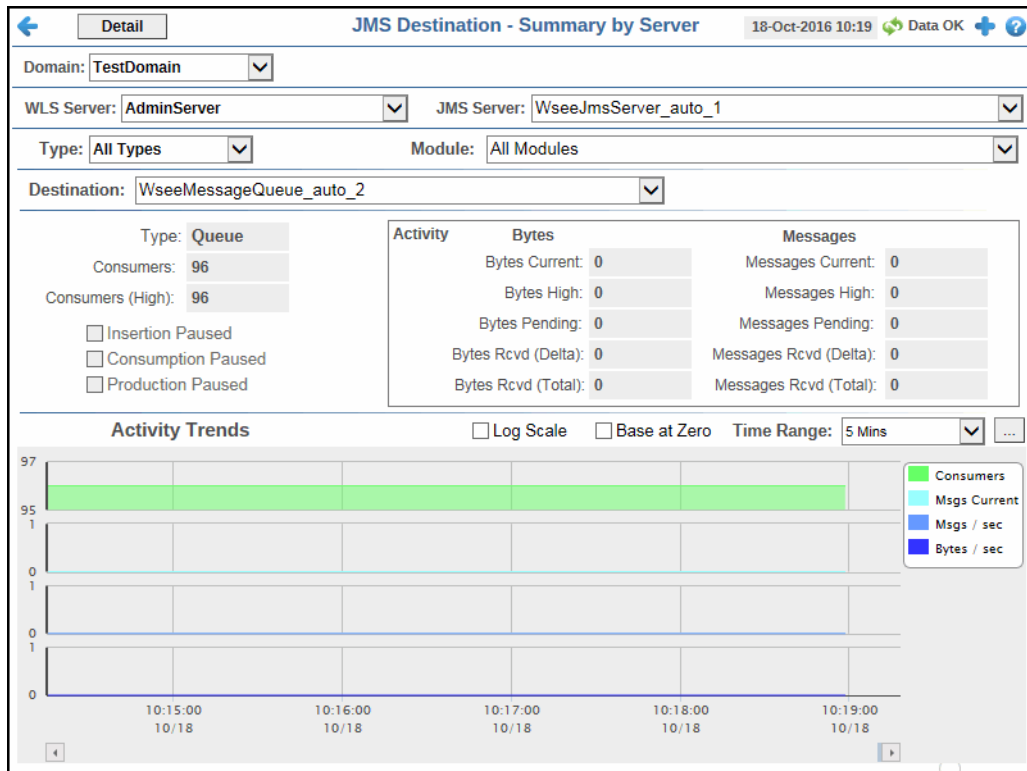 Detail JMS Destination - Summary by Server 18-Oct-2016 10:19 Data OK
Domain: TestDomain
WLS Server: AdminServer JMS Server: WseeJmsServer_auto_1
Type: All Types Module: All Modules
Destination: WseeMessageQueue_auto_2
Type: Queue
Consumers: 96
Consumers (High): 96
Insertion Paused
Consumption Paused
Production Paused
Activity Bytes Messages
Bytes Current: 0 Messages Current: 0
Bytes High: 0 Messages High: 0
Bytes Pending: 0 Messages Pending: 0
Bytes Rcvd (Delta): 0 Messages Rcvd (Delta): 0
Bytes Rcvd (Total): 0 Messages Rcvd (Total): 0
Activity Trends Log Scale Base at Zero Time Range: 5 Mins ...
97
95
1
0
1
0
1
0
Consumers
Msgs Current
Msgs / sec
Bytes / sec
10:15:00 10:16:00 10:17:00 10:18:00 10:19:00
10/18 10/18 10/18 10/18 10/18